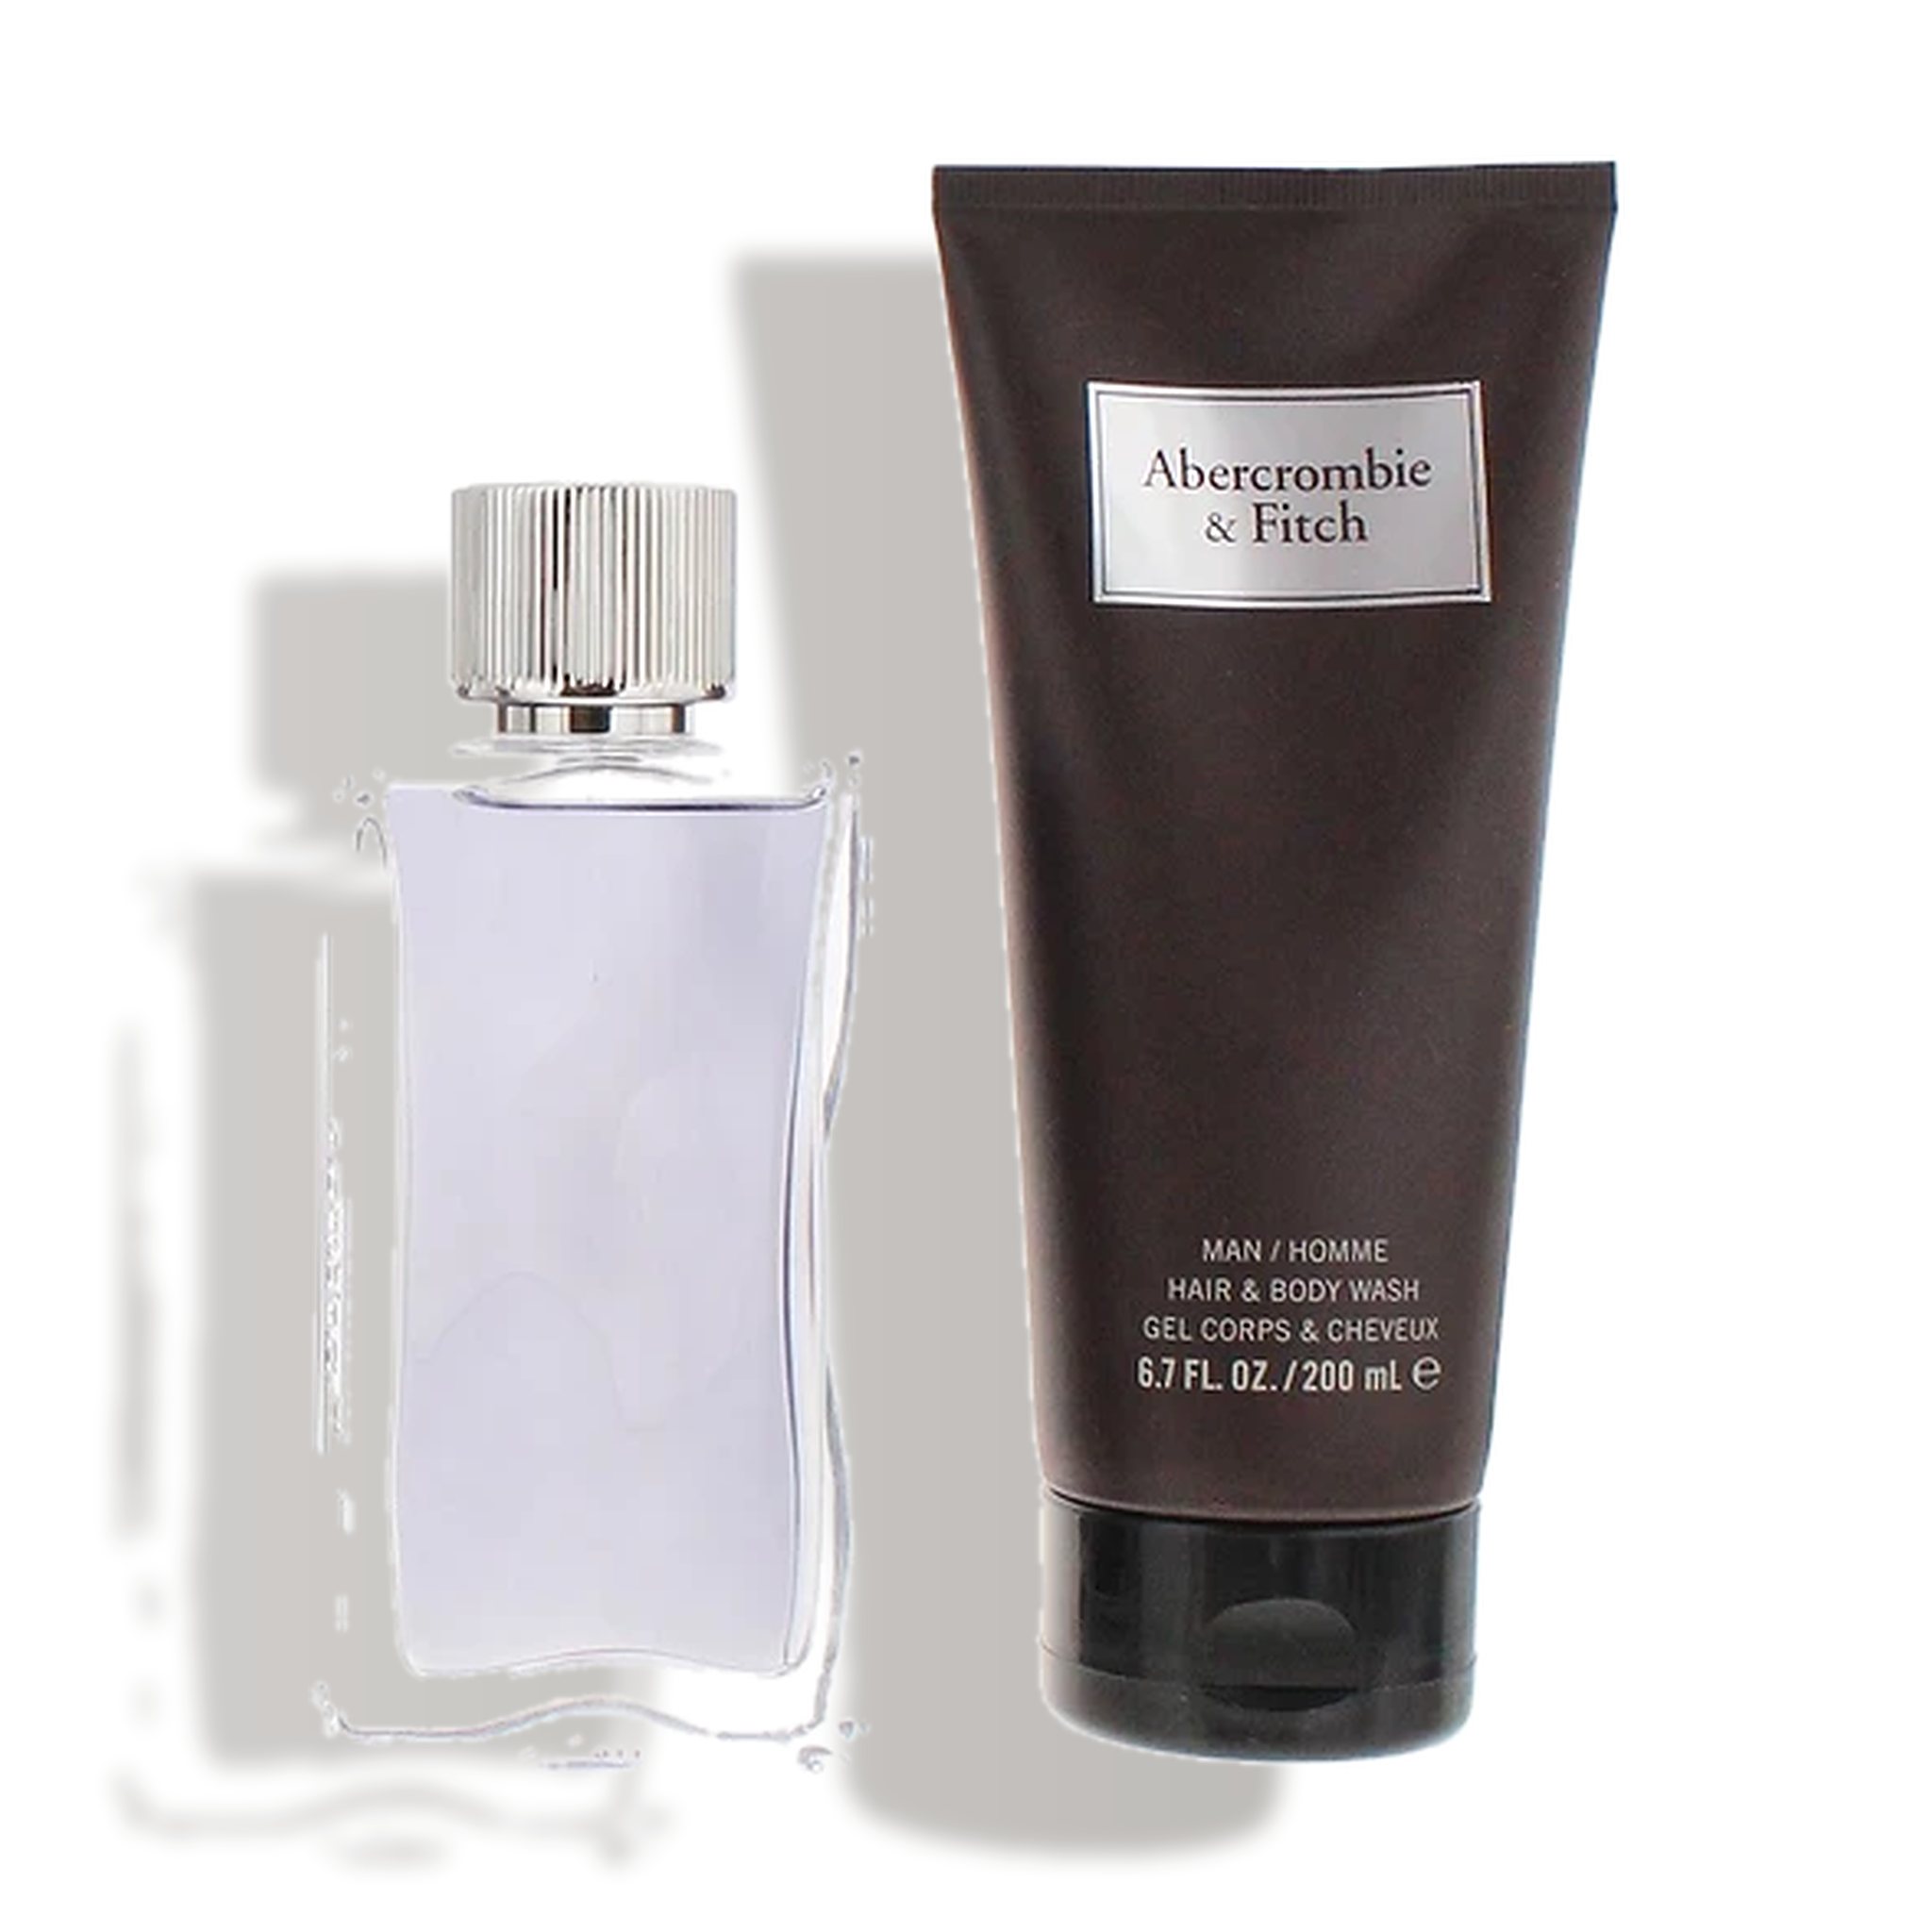 Abercrombie
& Fitch
MAN / HOMME
HAIR & BODY WASH
GEL CORPS & CHEVEUX
6.7 FL. OZ. / 200 mL ℮